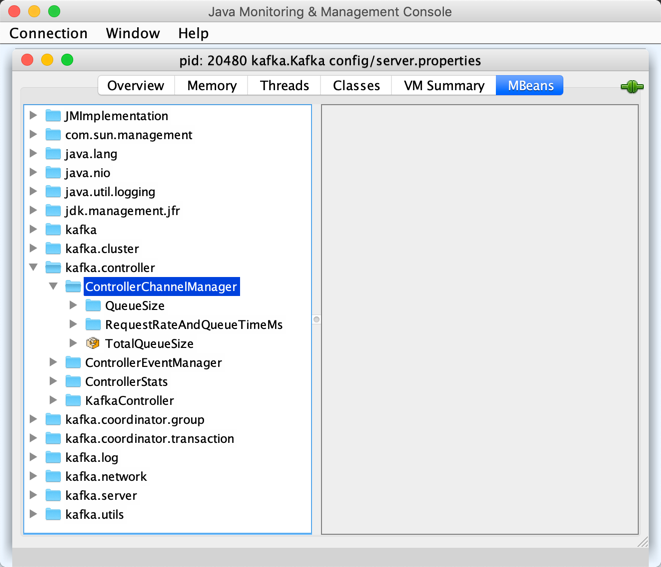 Java Monitoring & Management Console
Connection Window Help
pid: 20480 kafka.Kafka config/server.properties
Overview Memory Threads Classes VM Summary MBeans
JMImplementation
com.sun.management
java.lang
java.nio
java.util.logging
jdk.management.jfr
kafka
kafka.cluster
kafka.controller
ControllerChannelManager
QueueSize
RequestRateAndQueueTimeMs
TotalQueueSize
ControllerEventManager
ControllerStats
KafkaController
kafka.coordinator.group
kafka.coordinator.transaction
kafka.log
kafka.network
kafka.server
kafka.utils